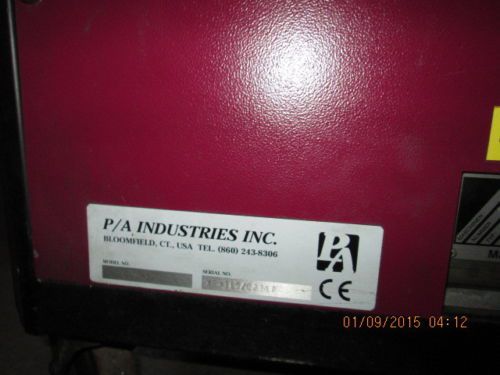 P/A INDUSTRIES INC.
BLOOMFIELD, CT., USA TEL. (860) 243-8306
PA
MODEL NO.
SERIAL NO.
CE
01/09/2015 04:12